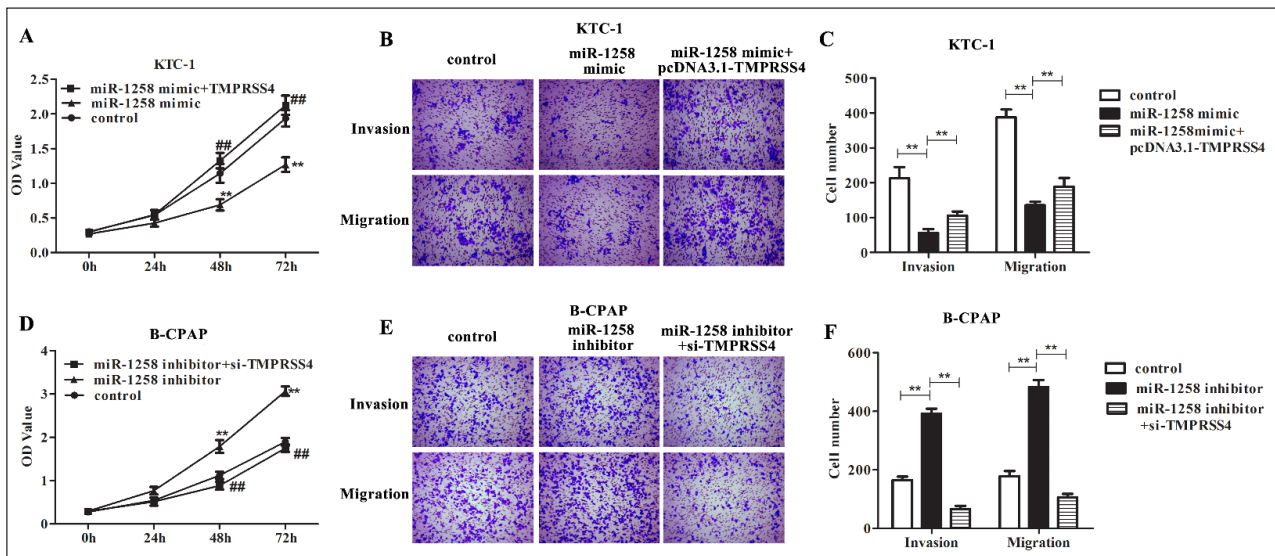 A
KTC-1
miR-1258 mimic+TMPRSS4
miR-1258 mimic
control
OD Value
2.5
2.0
1.5
1.0
0.5
0.0
0h 24h 48h 72h
##
##
**
**
B
KTC-1
control
miR-1258
mimic
miR-1258 mimic+
pcDNA3.1-TMPRSS4
Invasion
Migration
C
KTC-1
Cell number
600
400
300
200
100
0
** ** ** **
Invasion Migration
control
miR-1258 mimic
miR-1258mimic+
pcDNA3.1-TMPRSS4
D
B-CPAP
miR-1258 inhibitor+si-TMPRSS4
miR-1258 inhibitor
control
OD Value
4
3
2
1
0
0h 24h 48h 72h
**
**
##
##
E
B-CPAP
control
miR-1258
inhibitor
miR-1258 inhibitor
+si-TMPRSS4
Invasion
Migration
F
B-CPAP
Cell number
600
400
200
0
** ** ** **
Invasion Migration
control
miR-1258 inhibitor
miR-1258 inhibitor
+si-TMPRSS4